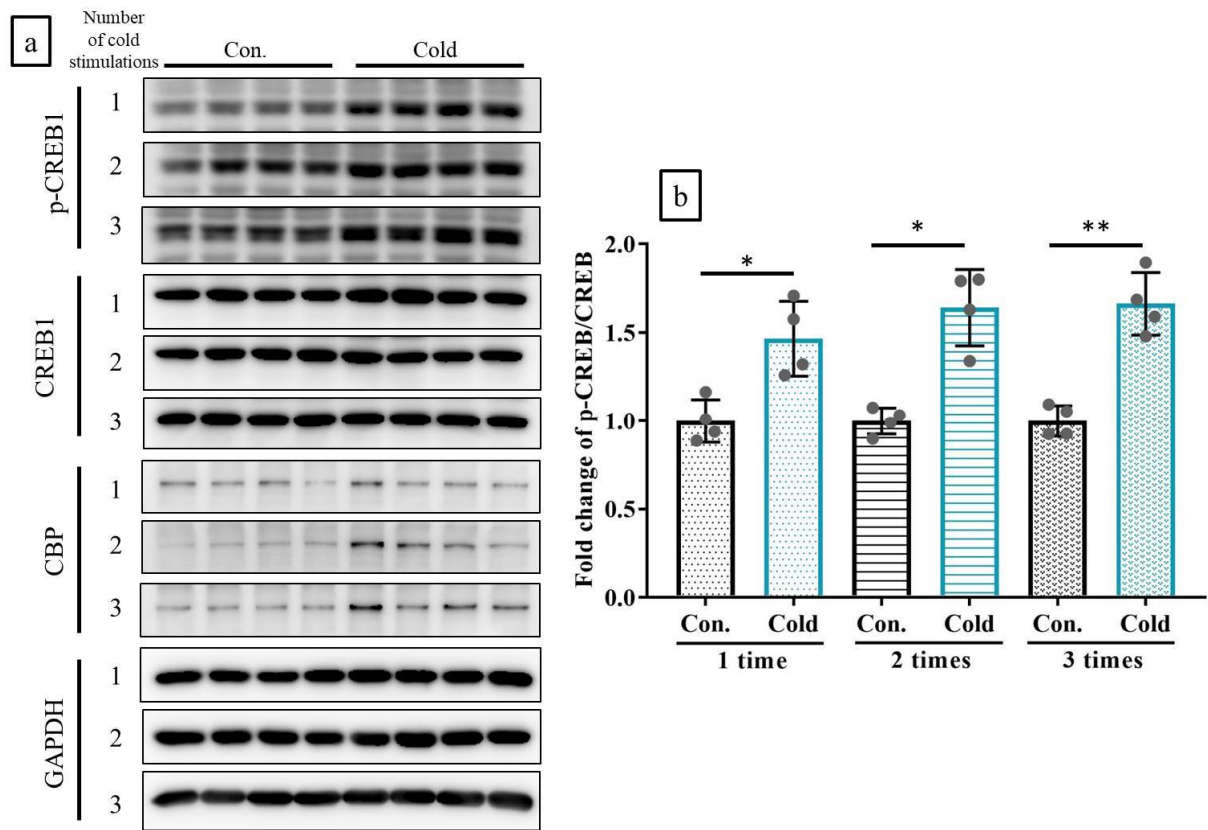 a
Number
of cold
stimulations
Con.
Cold
p-CREB1
1
2
3
CREB1
1
2
3
CBP
1
2
3
GAPDH
1
2
3
b
Fold change of p-CREB/CREB
2.0
1.5
1.0
0.5
0.0
*
*
**
Con. Cold Con. Cold Con. Cold
1 time 2 times 3 times